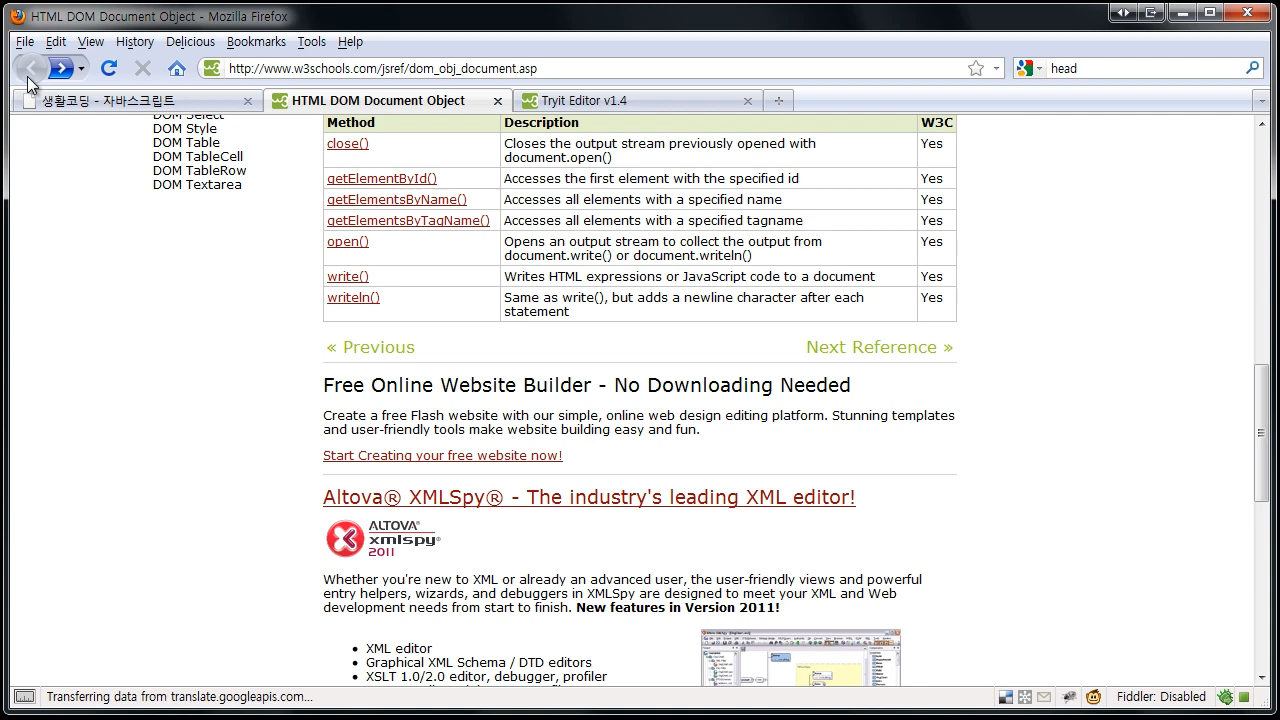 HTML DOM Document Object - Mozilla Firefox
File Edit View History Delicious Bookmarks Tools Help
http://www.w3schools.com/jsref/dom_obj_document.asp head
생활코딩 - 자바스크립트 HTML DOM Document Object Tryit Editor v1.4
DOM Select
DOM Style
DOM Table
DOM TableCell
DOM TableRow
DOM Textarea
Method Description W3C
close() Closes the output stream previously opened with Yes
document.open()
getElementById() Accesses the first element with the specified id Yes
getElementsByName() Accesses all elements with a specified name Yes
getElementsByTagName() Accesses all elements with a specified tagname Yes
open() Opens an output stream to collect the output from Yes
document.write() or document.writeln()
write() Writes HTML expressions or JavaScript code to a document Yes
writeln() Same as write(), but adds a newline character after each Yes
statement
« Previous Next Reference »
Free Online Website Builder - No Downloading Needed
Create a free Flash website with our simple, online web design editing platform. Stunning templates
and user-friendly tools make website building easy and fun.
Start Creating your free website now!
Altova® XMLSpy® - The industry's leading XML editor!
ALTOVA®
xmlspy®
2011
Whether you're new to XML or already an advanced user, the user-friendly views and powerful
entry helpers, wizards, and debuggers in XMLSpy are designed to meet your XML and Web
development needs from start to finish. New features in Version 2011!
• XML editor
• Graphical XML Schema / DTD editors
• XSLT 1.0/2.0 editor, debugger, profiler
Transferring data from translate.googleapis.com... Fiddler: Disabled